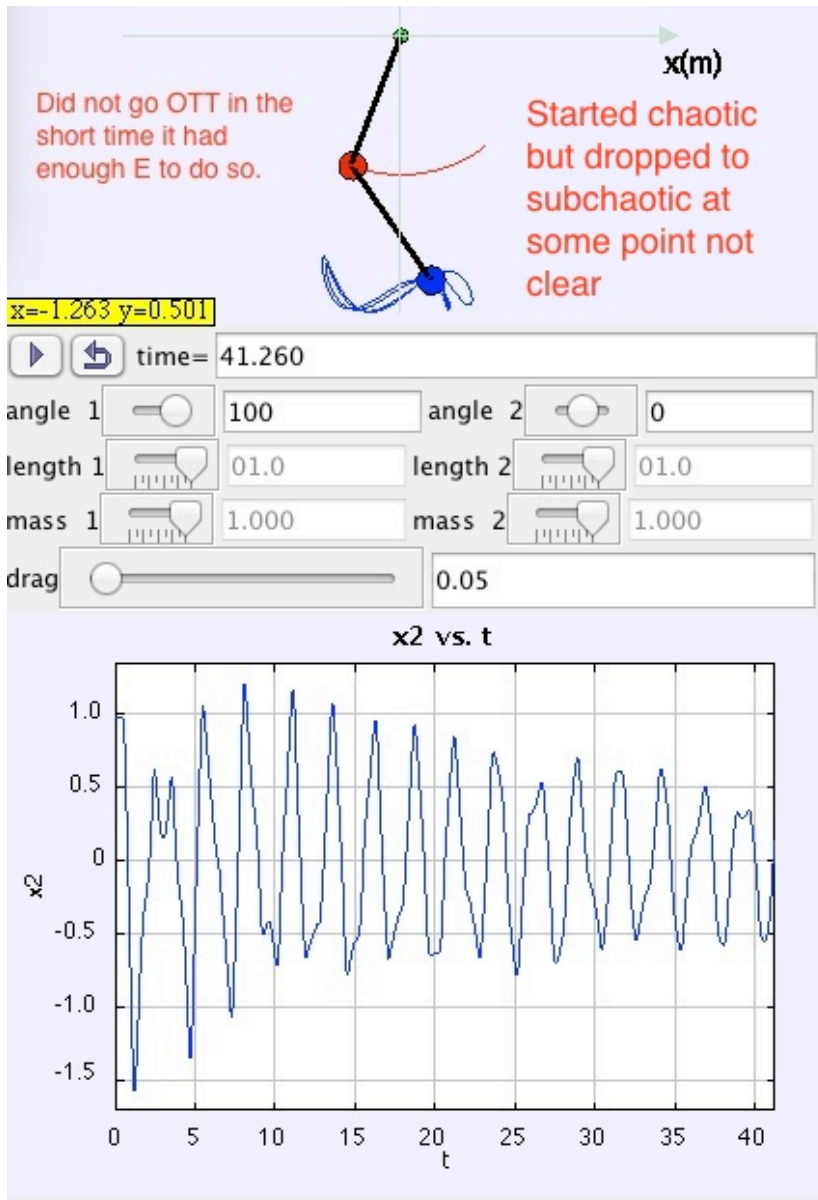 x(m)
Did not go OTT in the
short time it had
enough E to do so.
Started chaotic
but dropped to
subchaotic at
some point not
clear
x=-1.263 y=0.501
time= 41.260
angle 1 100 angle 2 0
length 1 01.0 length 2 01.0
mass 1 1.000 mass 2 1.000
drag 0.05
x2 vs. t
1.0
0.5
0
-0.5
-1.0
-1.5
x2
0 5 10 15 20 25 30 35 40
t